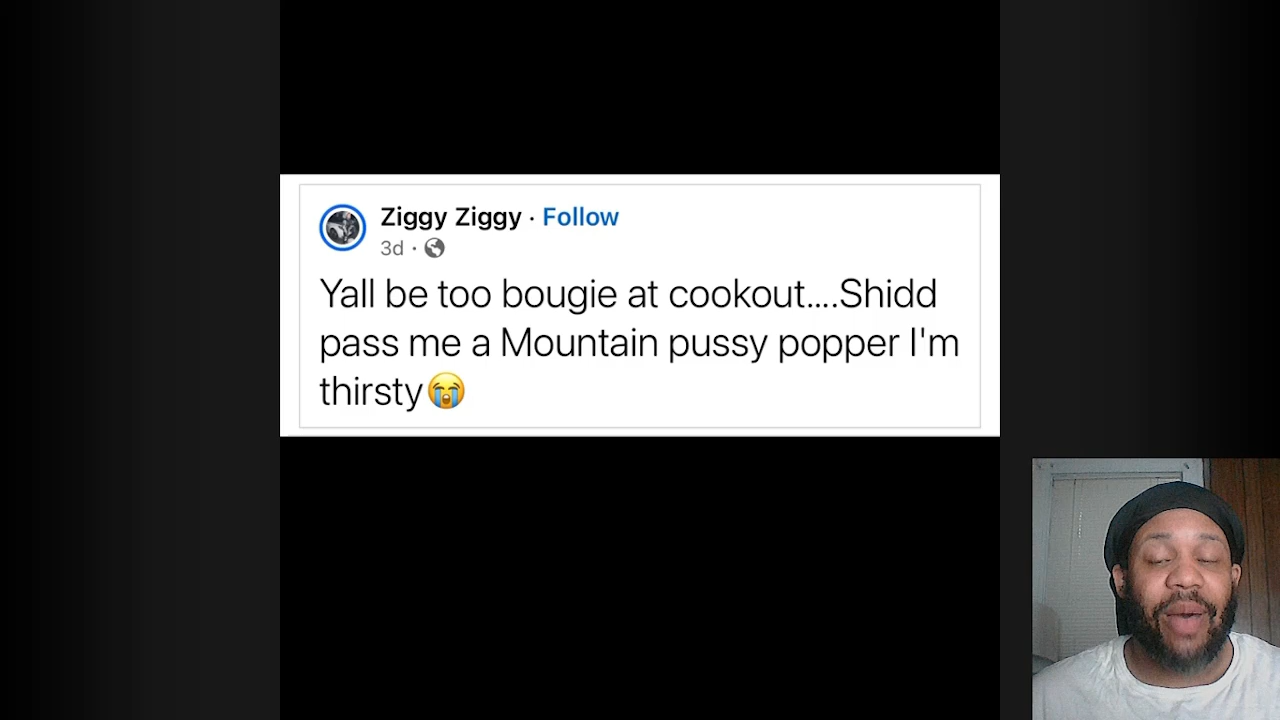 Ziggy Ziggy · Follow
3d ·
Yall be too bougie at cookout....Shidd
pass me a Mountain pussy popper I'm
thirsty😭